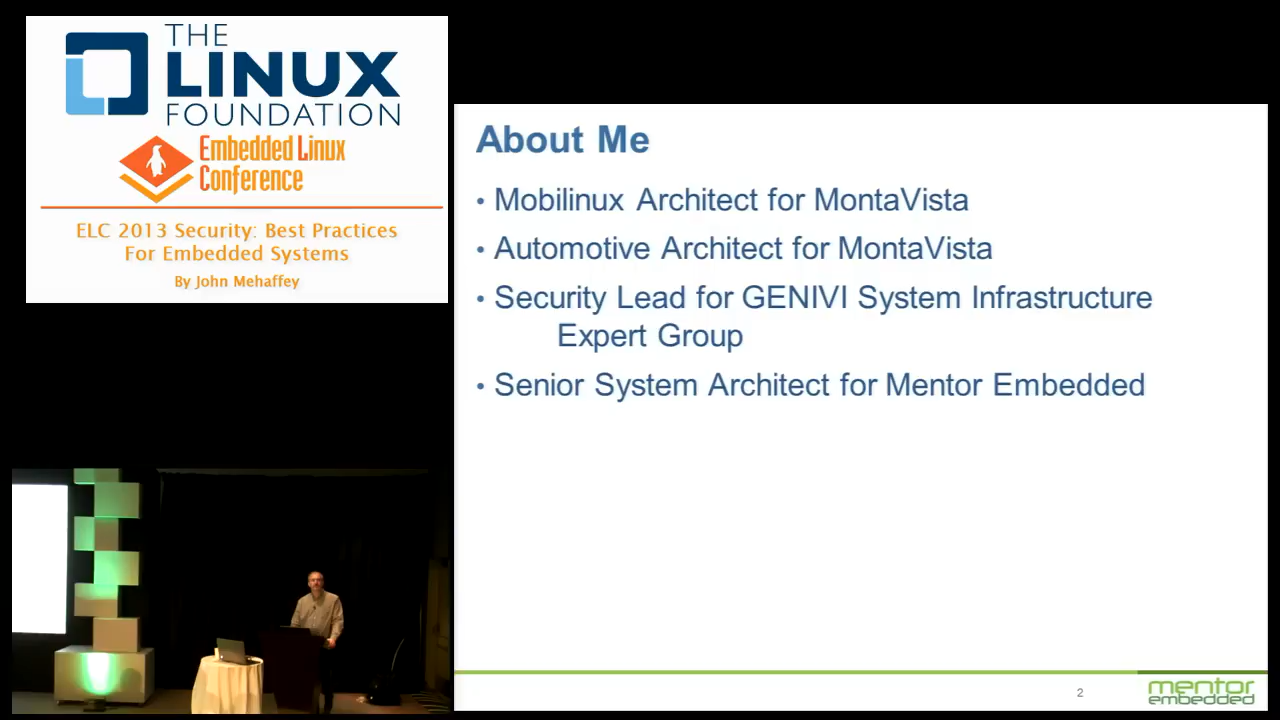 THE
LINUX
FOUNDATION
Embedded Linux
Conference
ELC 2013 Security: Best Practices
For Embedded Systems
By John Mehaffey
About Me
• Mobilinux Architect for MontaVista
• Automotive Architect for MontaVista
• Security Lead for GENIVI System Infrastructure
Expert Group
• Senior System Architect for Mentor Embedded
2
mentor
embedded